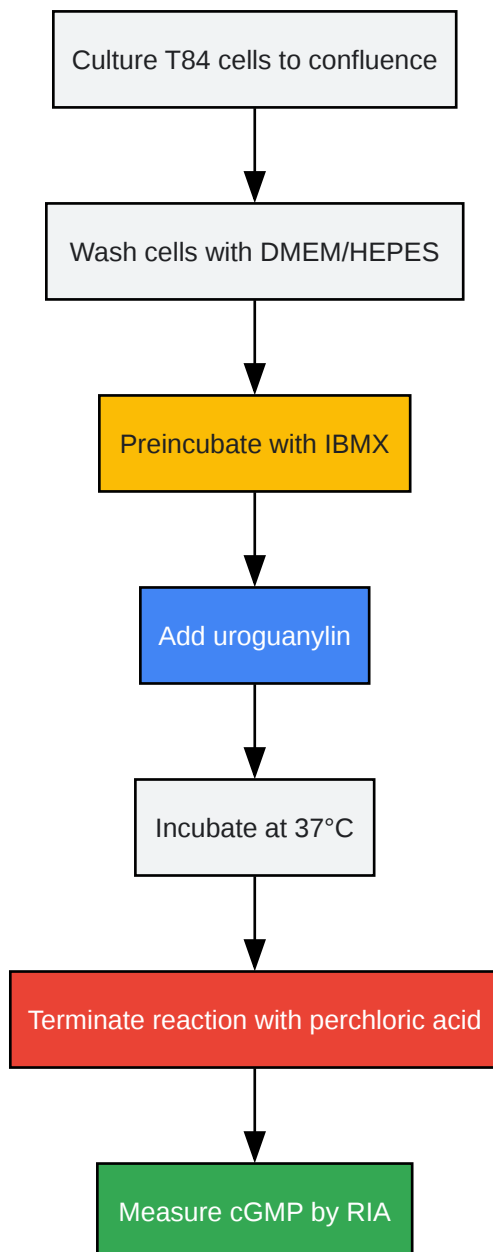 Culture T84 cells to confluence
Wash cells with DMEM/HEPES
Preincubate with IBMX
Add uroguanylin
Incubate at 37°C
Terminate reaction with perchloric acid
Measure cGMP by RIA